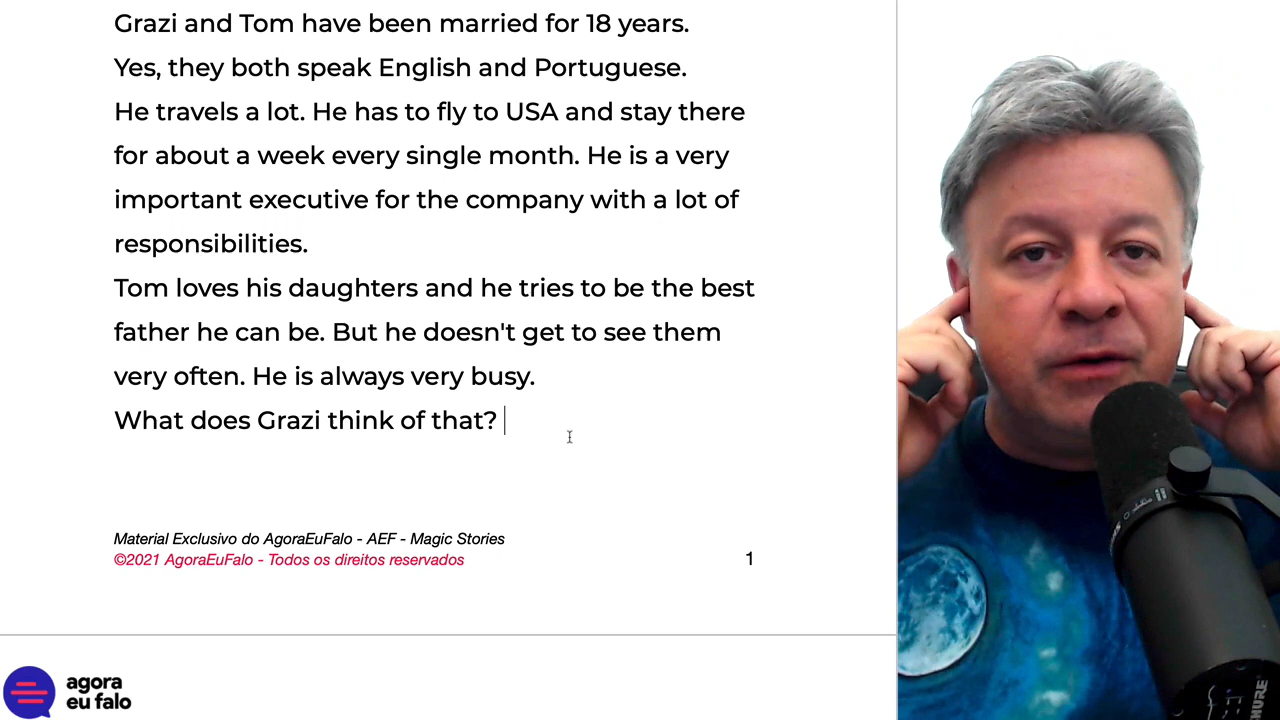 Grazi and Tom have been married for 18 years.
Yes, they both speak English and Portuguese.
He travels a lot. He has to fly to USA and stay there
for about a week every single month. He is a very
important executive for the company with a lot of
responsibilities.
Tom loves his daughters and he tries to be the best
father he can be. But he doesn't get to see them
very often. He is always very busy.
What does Grazi think of that?
Material Exclusivo do AgoraEuFalo - AEF - Magic Stories
©2021 AgoraEuFalo - Todos os direitos reservados
1
agora
eu falo
SHURE